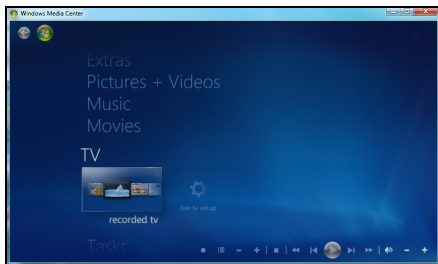 Windows Media Center
Extras
Pictures + Videos
Music
Movies
TV
recorded tv
live tv setup
Tasks